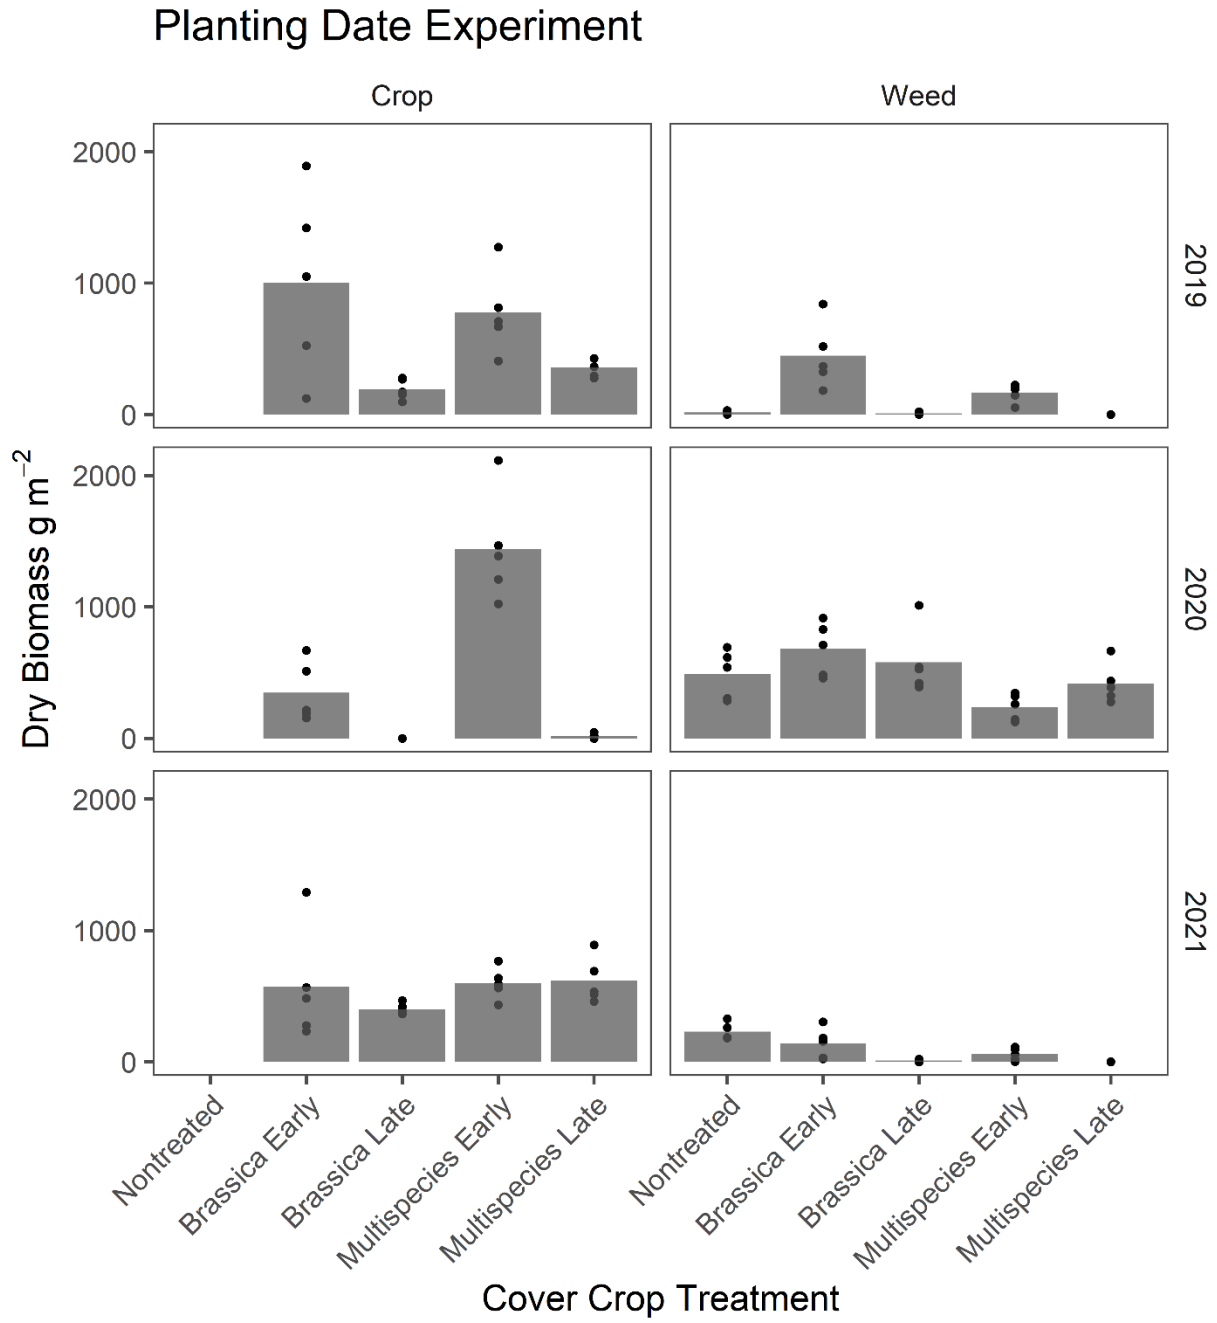 Planting Date Experiment
Crop
Weed
2000
1000
0
2019
2000
1000
0
2020
2000
1000
0
2021
Dry Biomass g m⁻²
Nontreated
Brassica Early
Brassica Late
Multispecies Early
Multispecies Late
Nontreated
Brassica Early
Brassica Late
Multispecies Early
Multispecies Late
Cover Crop Treatment